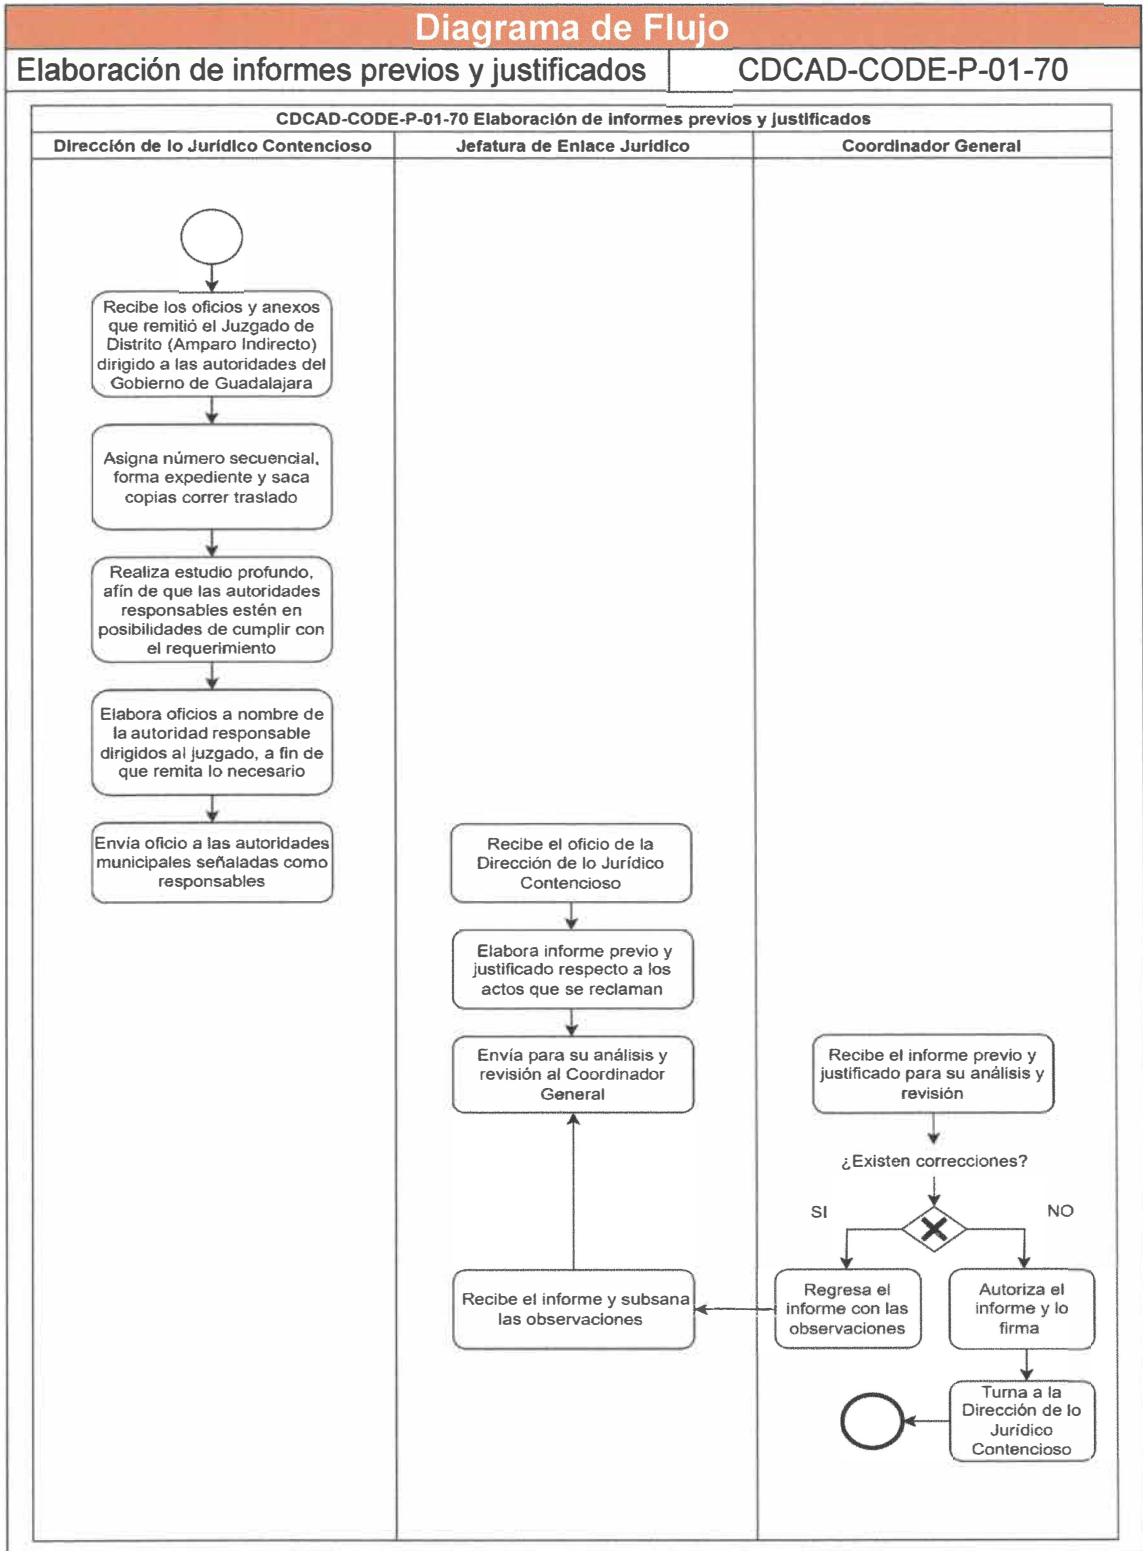 Diagrama de Flujo
Elaboración de informes previos y justificados
CDCAD-CODE-P-01-70
CDCAD-CODE-P-01-70 Elaboración de informes previos y justificados
Dirección de lo Jurídico Contencioso
Jefatura de Enlace Jurídico
Coordinador General
Recibe los oficios y anexos
que remitió el Juzgado de
Distrito (Amparo Indirecto)
dirigido a las autoridades del
Gobierno de Guadalajara
Asigna número secuencial,
forma expediente y saca
copias correr traslado
Realiza estudio profundo,
afín de que las autoridades
responsables estén en
posibilidades de cumplir con
el requerimiento
Elabora oficios a nombre de
la autoridad responsable
dirigidos al juzgado, a fin de
que remita lo necesario
Envía oficio a las autoridades
municipales señaladas como
responsables
Recibe el oficio de la
Dirección de lo Jurídico
Contencioso
Elabora informe previo y
justificado respecto a los
actos que se reclaman
Envía para su análisis y
revisión al Coordinador
General
Recibe el informe previo y
justificado para su análisis y
revisión
¿Existen correcciones?
SI
NO
Recibe el informe y subsana
las observaciones
Regresa el
informe con las
observaciones
Autoriza el
informe y lo
firma
Turna a la
Dirección de lo
Jurídico
Contencioso